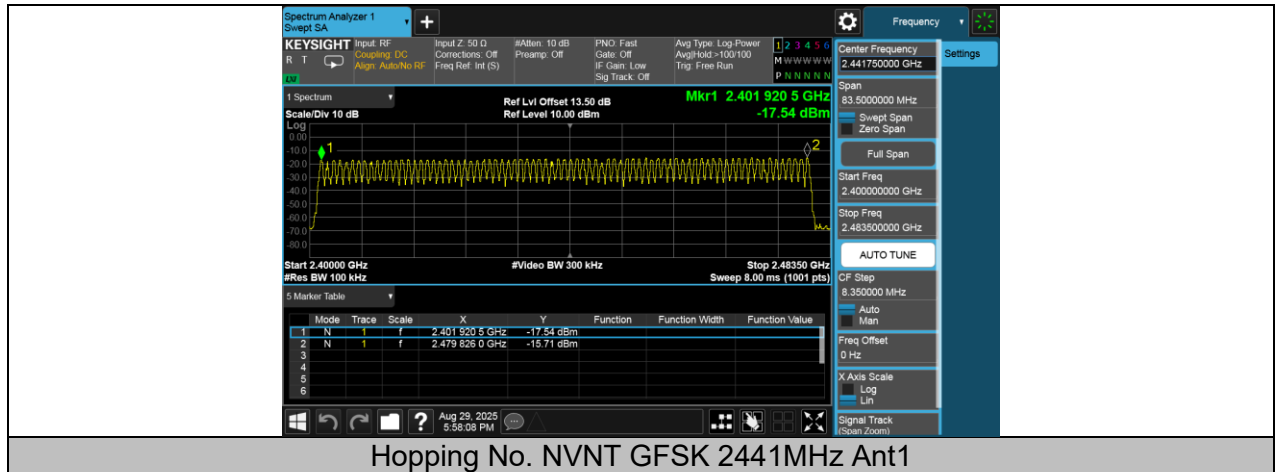 Spectrum Analyzer 1
Swept SA
+
Frequency
KEYSIGHT
R T
LXI
Input: RF
Coupling: DC
Align: Auto/No RF
Input Z: 50 Ω
Corrections: Off
Freq Ref: Int (S)
#Atten: 10 dB
Preamp: Off
PNO: Fast
Gate: Off
IF Gain: Low
Sig Track: Off
Avg Type: Log-Power
Avg|Hold:>100/100
Trig: Free Run
1 2 3 4 5 6
M W W W W W
P N N N N N
Center Frequency
2.441750000 GHz
Settings
Span
83.5000000 MHz
Swept Span
Zero Span
Full Span
Start Freq
2.400000000 GHz
Stop Freq
2.483500000 GHz
AUTO TUNE
CF Step
8.350000 MHz
Auto
Man
Freq Offset
0 Hz
X Axis Scale
Log
Lin
Signal Track
(Span Zoom)
1 Spectrum
Scale/Div 10 dB
Ref Lvl Offset 13.50 dB
Ref Level 10.00 dBm
Mkr1 2.401 920 5 GHz
-17.54 dBm
Log
0.00
-10.0
-20.0
-30.0
-40.0
-50.0
-60.0
-70.0
-80.0
1
2
Start 2.40000 GHz
#Res BW 100 kHz
#Video BW 300 kHz
Stop 2.48350 GHz
Sweep 8.00 ms (1001 pts)
5 Marker Table
Mode Trace Scale X Y Function Function Width Function Value
1 N 1 f 2.401 920 5 GHz -17.54 dBm
2 N 1 f 2.479 826 0 GHz -15.71 dBm
3
4
5
6
?
Aug 29, 2025
5:58:08 PM
Hopping No. NVNT GFSK 2441MHz Ant1